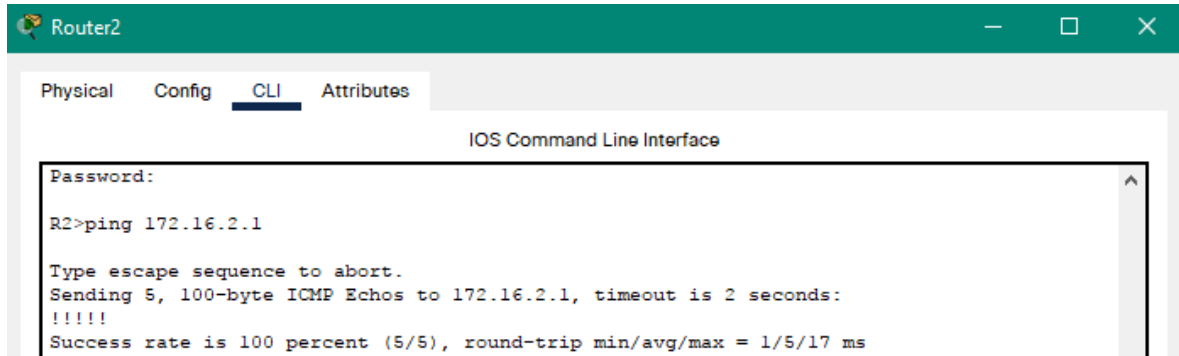 Router2
Physical Config CLI Attributes
IOS Command Line Interface
Password:
R2>ping 172.16.2.1
Type escape sequence to abort.
Sending 5, 100-byte ICMP Echos to 172.16.2.1, timeout is 2 seconds:
!!!!!
Success rate is 100 percent (5/5), round-trip min/avg/max = 1/5/17 ms